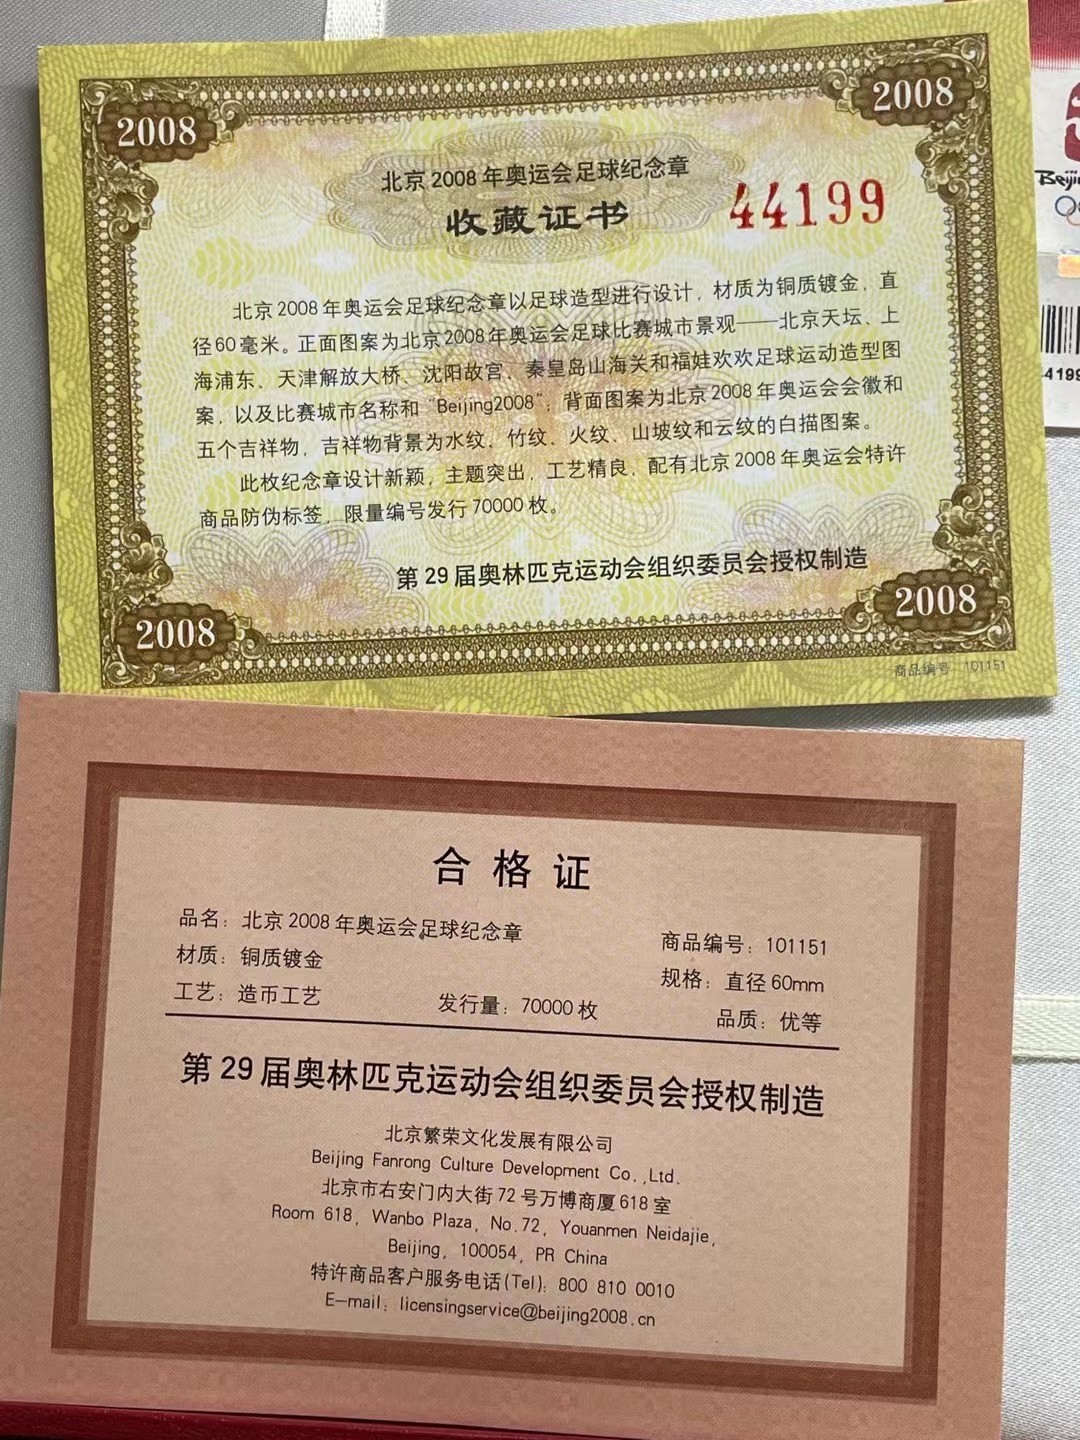 2008
2008
北京2008年奥运会足球纪念章
收藏证书
44199
北京2008年奥运会足球纪念章以足球造型进行设计，材质为铜质镀金，直
径60毫米。正面图案为北京2008年奥运会足球比赛城市景观——北京天坛、上
海浦东、天津解放大桥、沈阳故宫、秦皇岛山海关和福娃欢欢足球运动造型图
案，以及比赛城市名称和“Beijing2008”；背面图案为北京2008年奥运会会徽和
五个吉祥物，吉祥物背景为水纹、竹纹、火纹、山坡纹和云纹的白描图案。
此枚纪念章设计新颖，主题突出，工艺精良，配有北京2008年奥运会特许
商品防伪标签，限量编号发行70000枚。
第29届奥林匹克运动会组织委员会授权制造
2008
2008
商品编号 101151
合格证
品名：北京2008年奥运会足球纪念章
商品编号：101151
材质：铜质镀金
规格：直径60mm
工艺：造币工艺
发行量：70000枚
品质：优等
第29届奥林匹克运动会组织委员会授权制造
北京繁荣文化发展有限公司
Beijing Fanrong Culture Development Co.,Ltd.
北京市右安门内大街72号万博商厦618室
Room 618, Wanbo Plaza, No.72, Youanmen Neidajie,
Beijing, 100054, PR China
特许商品客户服务电话(Tel)：800 810 0010
E-mail：licensingservice@beijing2008.cn